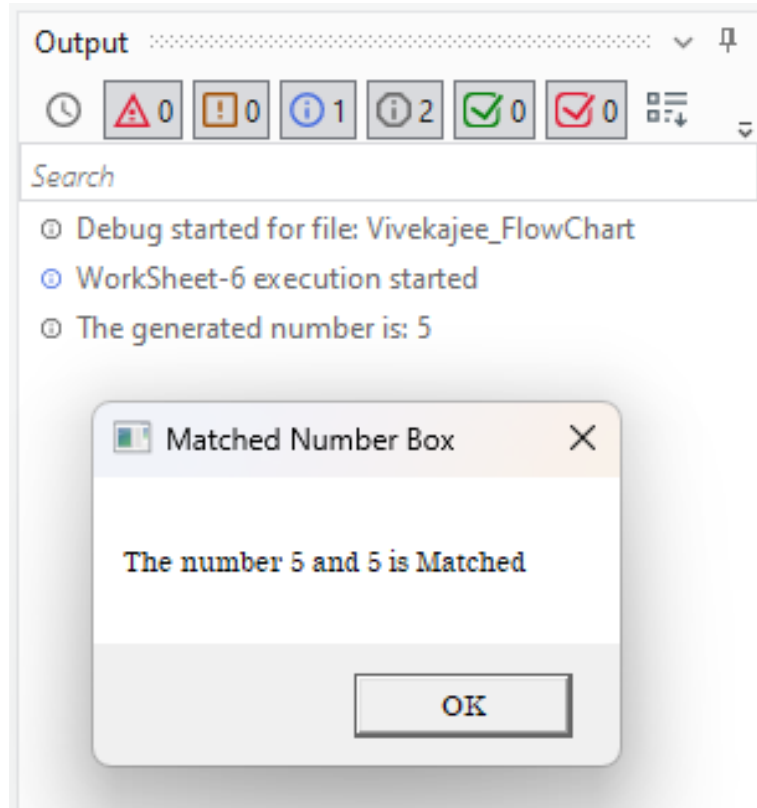 Output
0 0 1 2 0 0
Search
Debug started for file: Vivekajee_FlowChart
WorkSheet-6 execution started
The generated number is: 5
Matched Number Box
The number 5 and 5 is Matched
OK